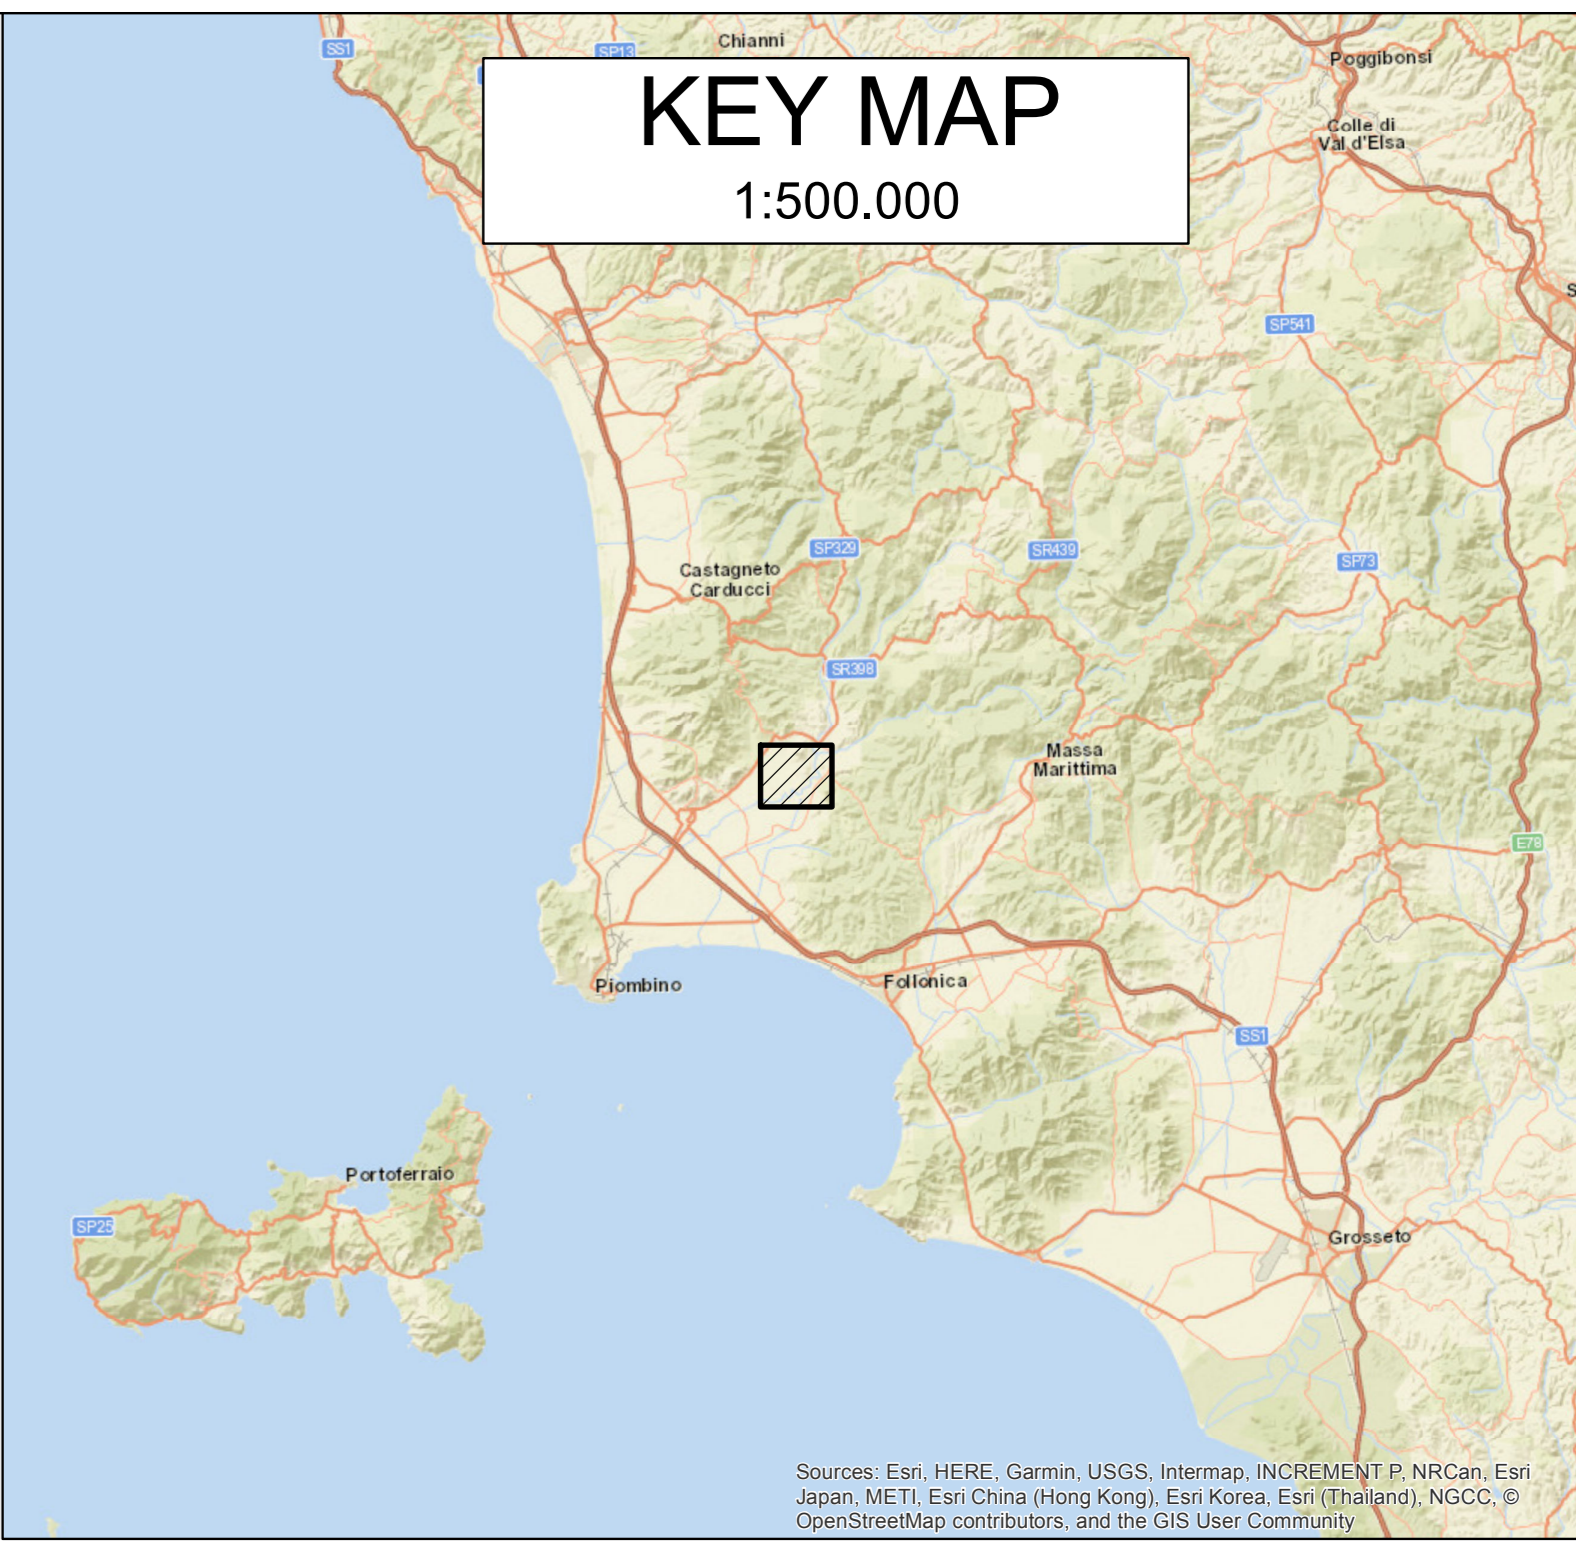 SS1
SP13
Chianni
KEY MAP
1:500.000
Poggibonsi
Colle di
Val d'Elsa
SP541
SP329
SR439
SP73
Castagneto
Carducci
SR398
Massa
Marittima
E78
Piombino
Follonica
SS1
Portoferraio
SP25
Grosseto
Sources: Esri, HERE, Garmin, USGS, Intermap, INCREMENT P, NRCan, Esri
Japan, METI, Esri China (Hong Kong), Esri Korea, Esri (Thailand), NGCC, ©
OpenStreetMap contributors, and the GIS User Community